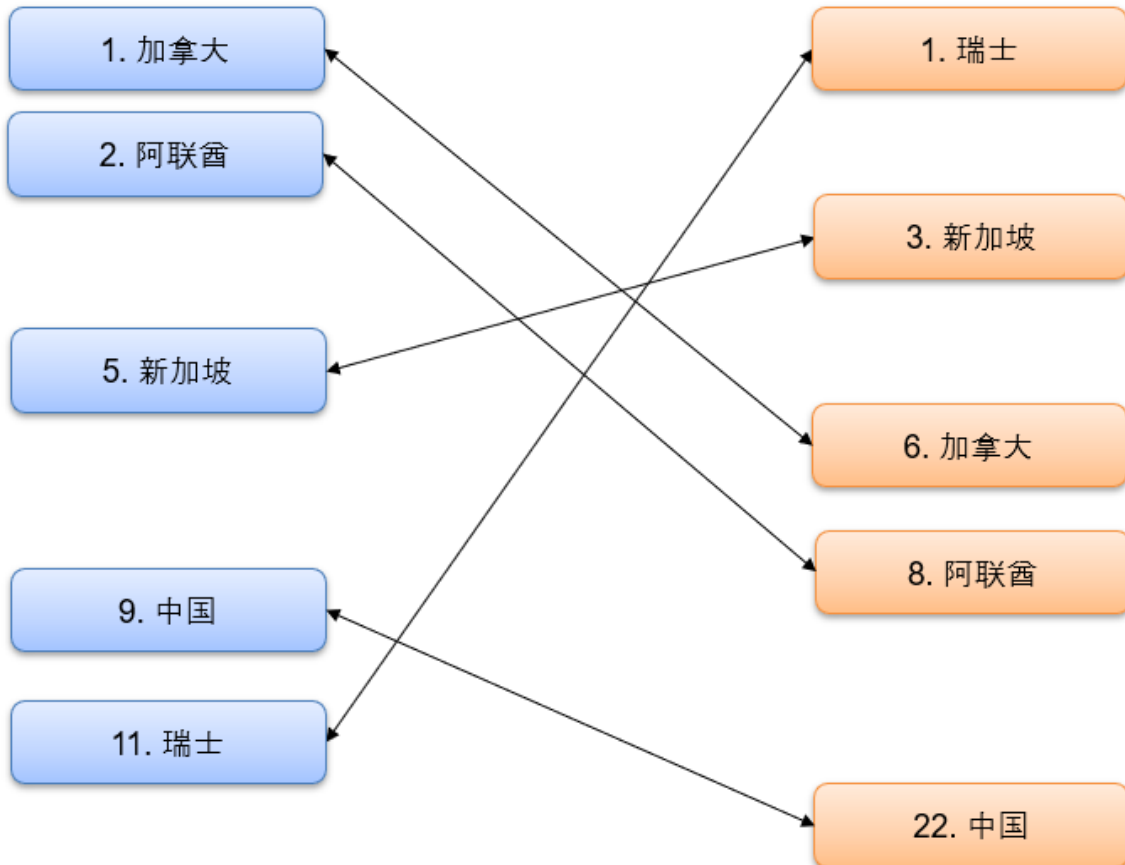 1. 加拿大
2. 阿联酋
5. 新加坡
9. 中国
11. 瑞士
1. 瑞士
3. 新加坡
6. 加拿大
8. 阿联酋
22. 中国